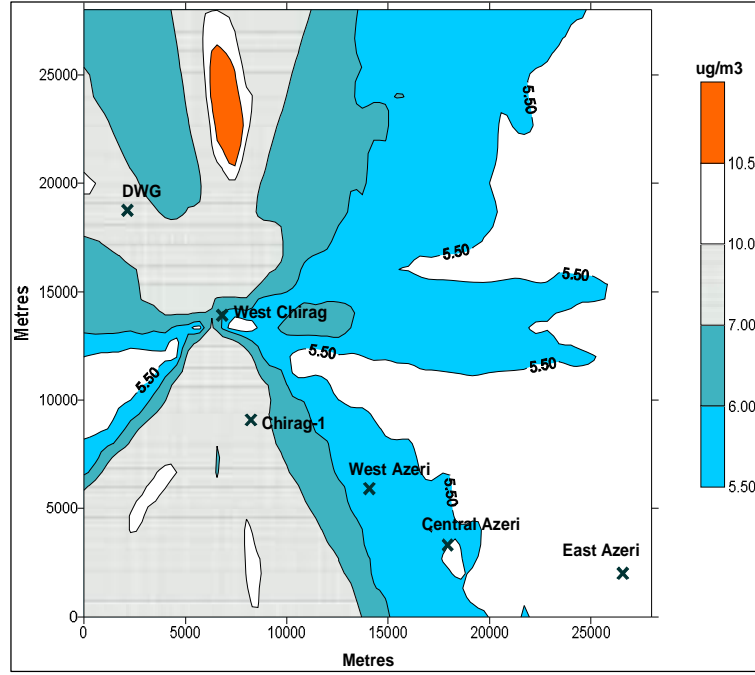 ug/m3
25000
20000
15000
10000
5000
0
Metres
5.50
DWG
5.50
5.50
West Chirag
5.50
5.50
5.50
Chirag-1
West Azeri
5.50
Central Azeri
East Azeri
10.5
10.0
7.00
6.00
5.50
0
5000
10000
15000
20000
25000
Metres